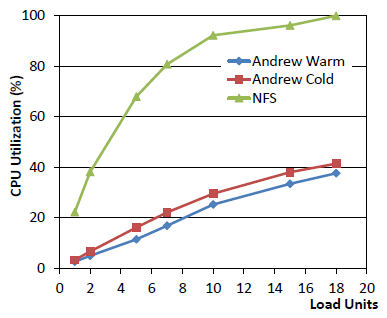 100
80
60
40
20
0
CPU Utilization (%)
Andrew Warm
Andrew Cold
NFS
0 2 4 6 8 10 12 14 16 18 20
Load Units